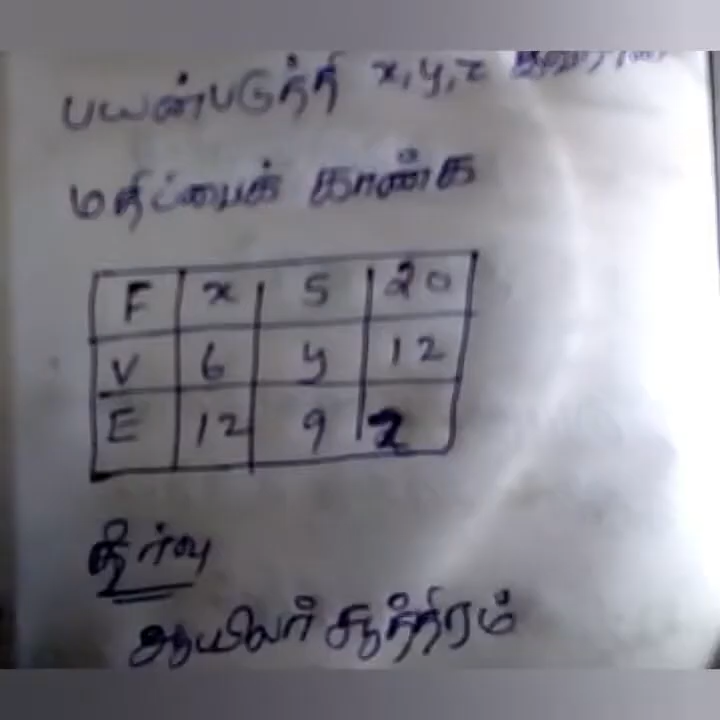 பயன்படுத்தி x, y, z
மதிப்பைக் காண்க
F x 5 20
V 6 y 12
E 12 9 z
தீர்வு
ஆயிலர் சூத்திரம்